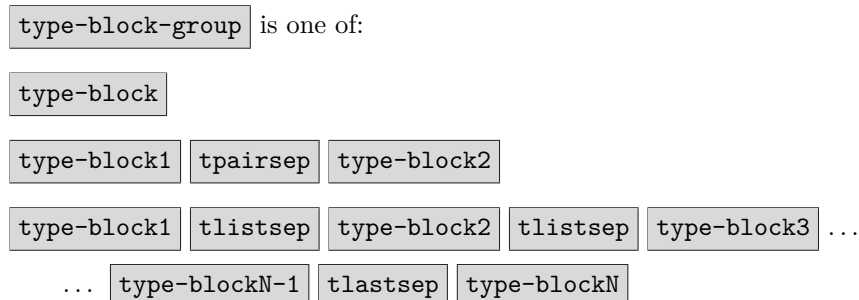 type-block-group is one of:
type-block
type-block1 tpairsep type-block2
type-block1 tlistsep type-block2 tlistsep type-block3 ...
... type-blockN-1 tlastsep type-blockN